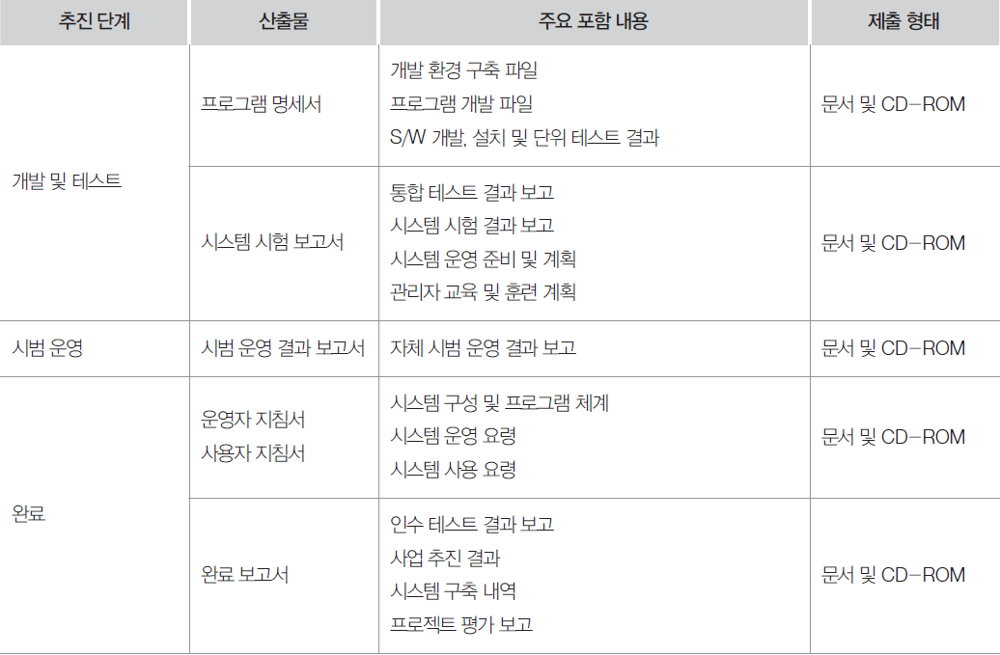 추진 단계 산출물 주요 포함 내용 제출 형태
개발 및 테스트
프로그램 명세서
개발 환경 구축 파일
프로그램 개발 파일
S/W 개발, 설치 및 단위 테스트 결과
문서 및 CD-ROM
시스템 시험 보고서
통합 테스트 결과 보고
시스템 시험 결과 보고
시스템 운영 준비 및 계획
관리자 교육 및 훈련 계획
문서 및 CD-ROM
시범 운영 시범 운영 결과 보고서 자체 시범 운영 결과 보고 문서 및 CD-ROM
완료
운영자 지침서
사용자 지침서
시스템 구성 및 프로그램 체계
시스템 운영 요령
시스템 사용 요령
문서 및 CD-ROM
완료 보고서
인수 테스트 결과 보고
사업 추진 결과
시스템 구축 내역
프로젝트 평가 보고
문서 및 CD-ROM